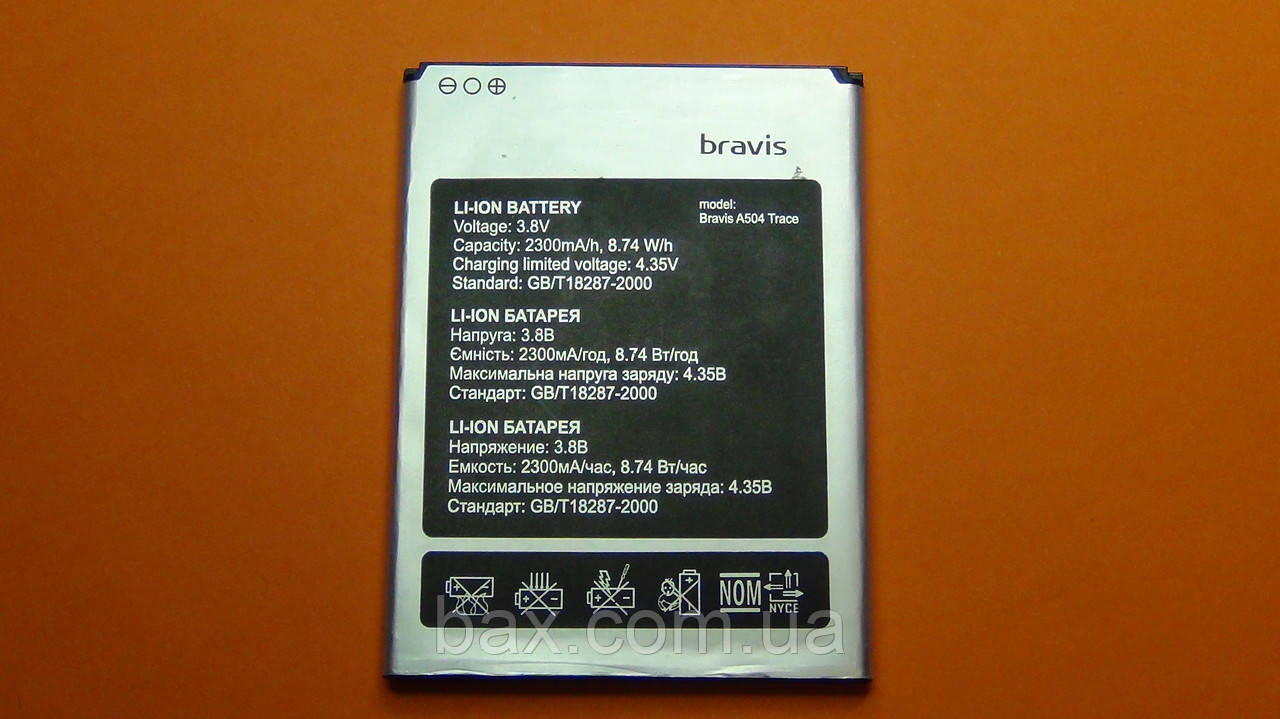 ⊖○⊕
bravis
LI-ION BATTERY
Voltage: 3.8V
Capacity: 2300mA/h, 8.74 W/h
Charging limited voltage: 4.35V
Standard: GB/T18287-2000
model:
Bravis A504 Trace
LI-ION БАТАРЕЯ
Напруга: 3.8В
Ємність: 2300мА/год, 8.74 Вт/год
Максимальна напруга заряду: 4.35В
Стандарт: GB/T18287-2000
LI-ION БАТАРЕЯ
Напряжение: 3.8В
Емкость: 2300мА/час, 8.74 Вт/час
Максимальное напряжение заряда: 4.35В
Стандарт: GB/T18287-2000
NOM
NYCE
bax.com.ua